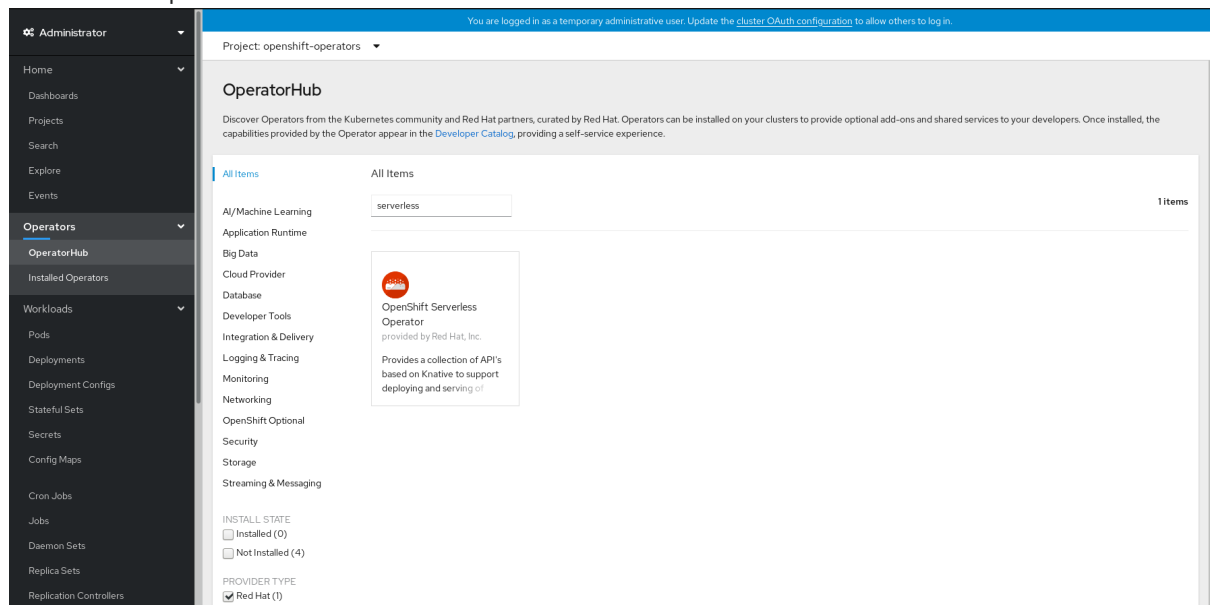 You are logged in as a temporary administrative user. Update the cluster OAuth configuration to allow others to log in.
Administrator
Project: openshift-operators
Home
Dashboards
Projects
Search
Explore
Events
Operators
OperatorHub
Installed Operators
Workloads
Pods
Deployments
Deployment Configs
Stateful Sets
Secrets
Config Maps
Cron Jobs
Jobs
Daemon Sets
Replica Sets
Replication Controllers
OperatorHub
Discover Operators from the Kubernetes community and Red Hat partners, curated by Red Hat. Operators can be installed on your clusters to provide optional add-ons and shared services to your developers. Once installed, the
capabilities provided by the Operator appear in the Developer Catalog, providing a self-service experience.
All Items
AI/Machine Learning
Application Runtime
Big Data
Cloud Provider
Database
Developer Tools
Integration & Delivery
Logging & Tracing
Monitoring
Networking
OpenShift Optional
Security
Storage
Streaming & Messaging
INSTALL STATE
Installed (0)
Not Installed (4)
PROVIDER TYPE
Red Hat (1)
All Items
serverless
1 items
OpenShift Serverless
Operator
provided by Red Hat, Inc.
Provides a collection of API's
based on Knative to support
deploying and serving of